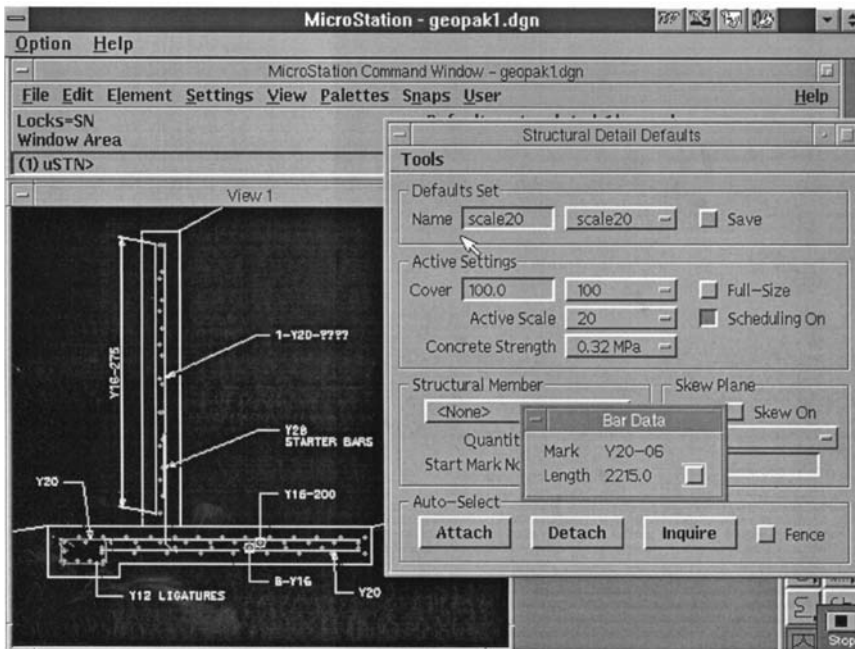 MicroStation - geopak1.dgn
Option Help
MicroStation Command Window - geopak1.dgn
File Edit Element Settings View Palettes Snaps User Help
Locks=SN
Window Area
(1) uSTN>
View 1
Y16-275
1-Y20-????
Y28
STARTER BARS
Y20
Y16-200
8-Y16
Y20
Y12 LIGATURES
Structural Detail Defaults
Tools
Defaults Set
Name scale20 scale20 Save
Active Settings
Cover 100.0 100 Full-Size
Active Scale 20 Scheduling On
Concrete Strength 0.32 MPa
Structural Member Skew Plane
<None> Skew On
Quantit
Start Mark No
Bar Data
Mark Y20-06
Length 2215.0
Auto-Select
Attach Detach Inquire Fence
Stop